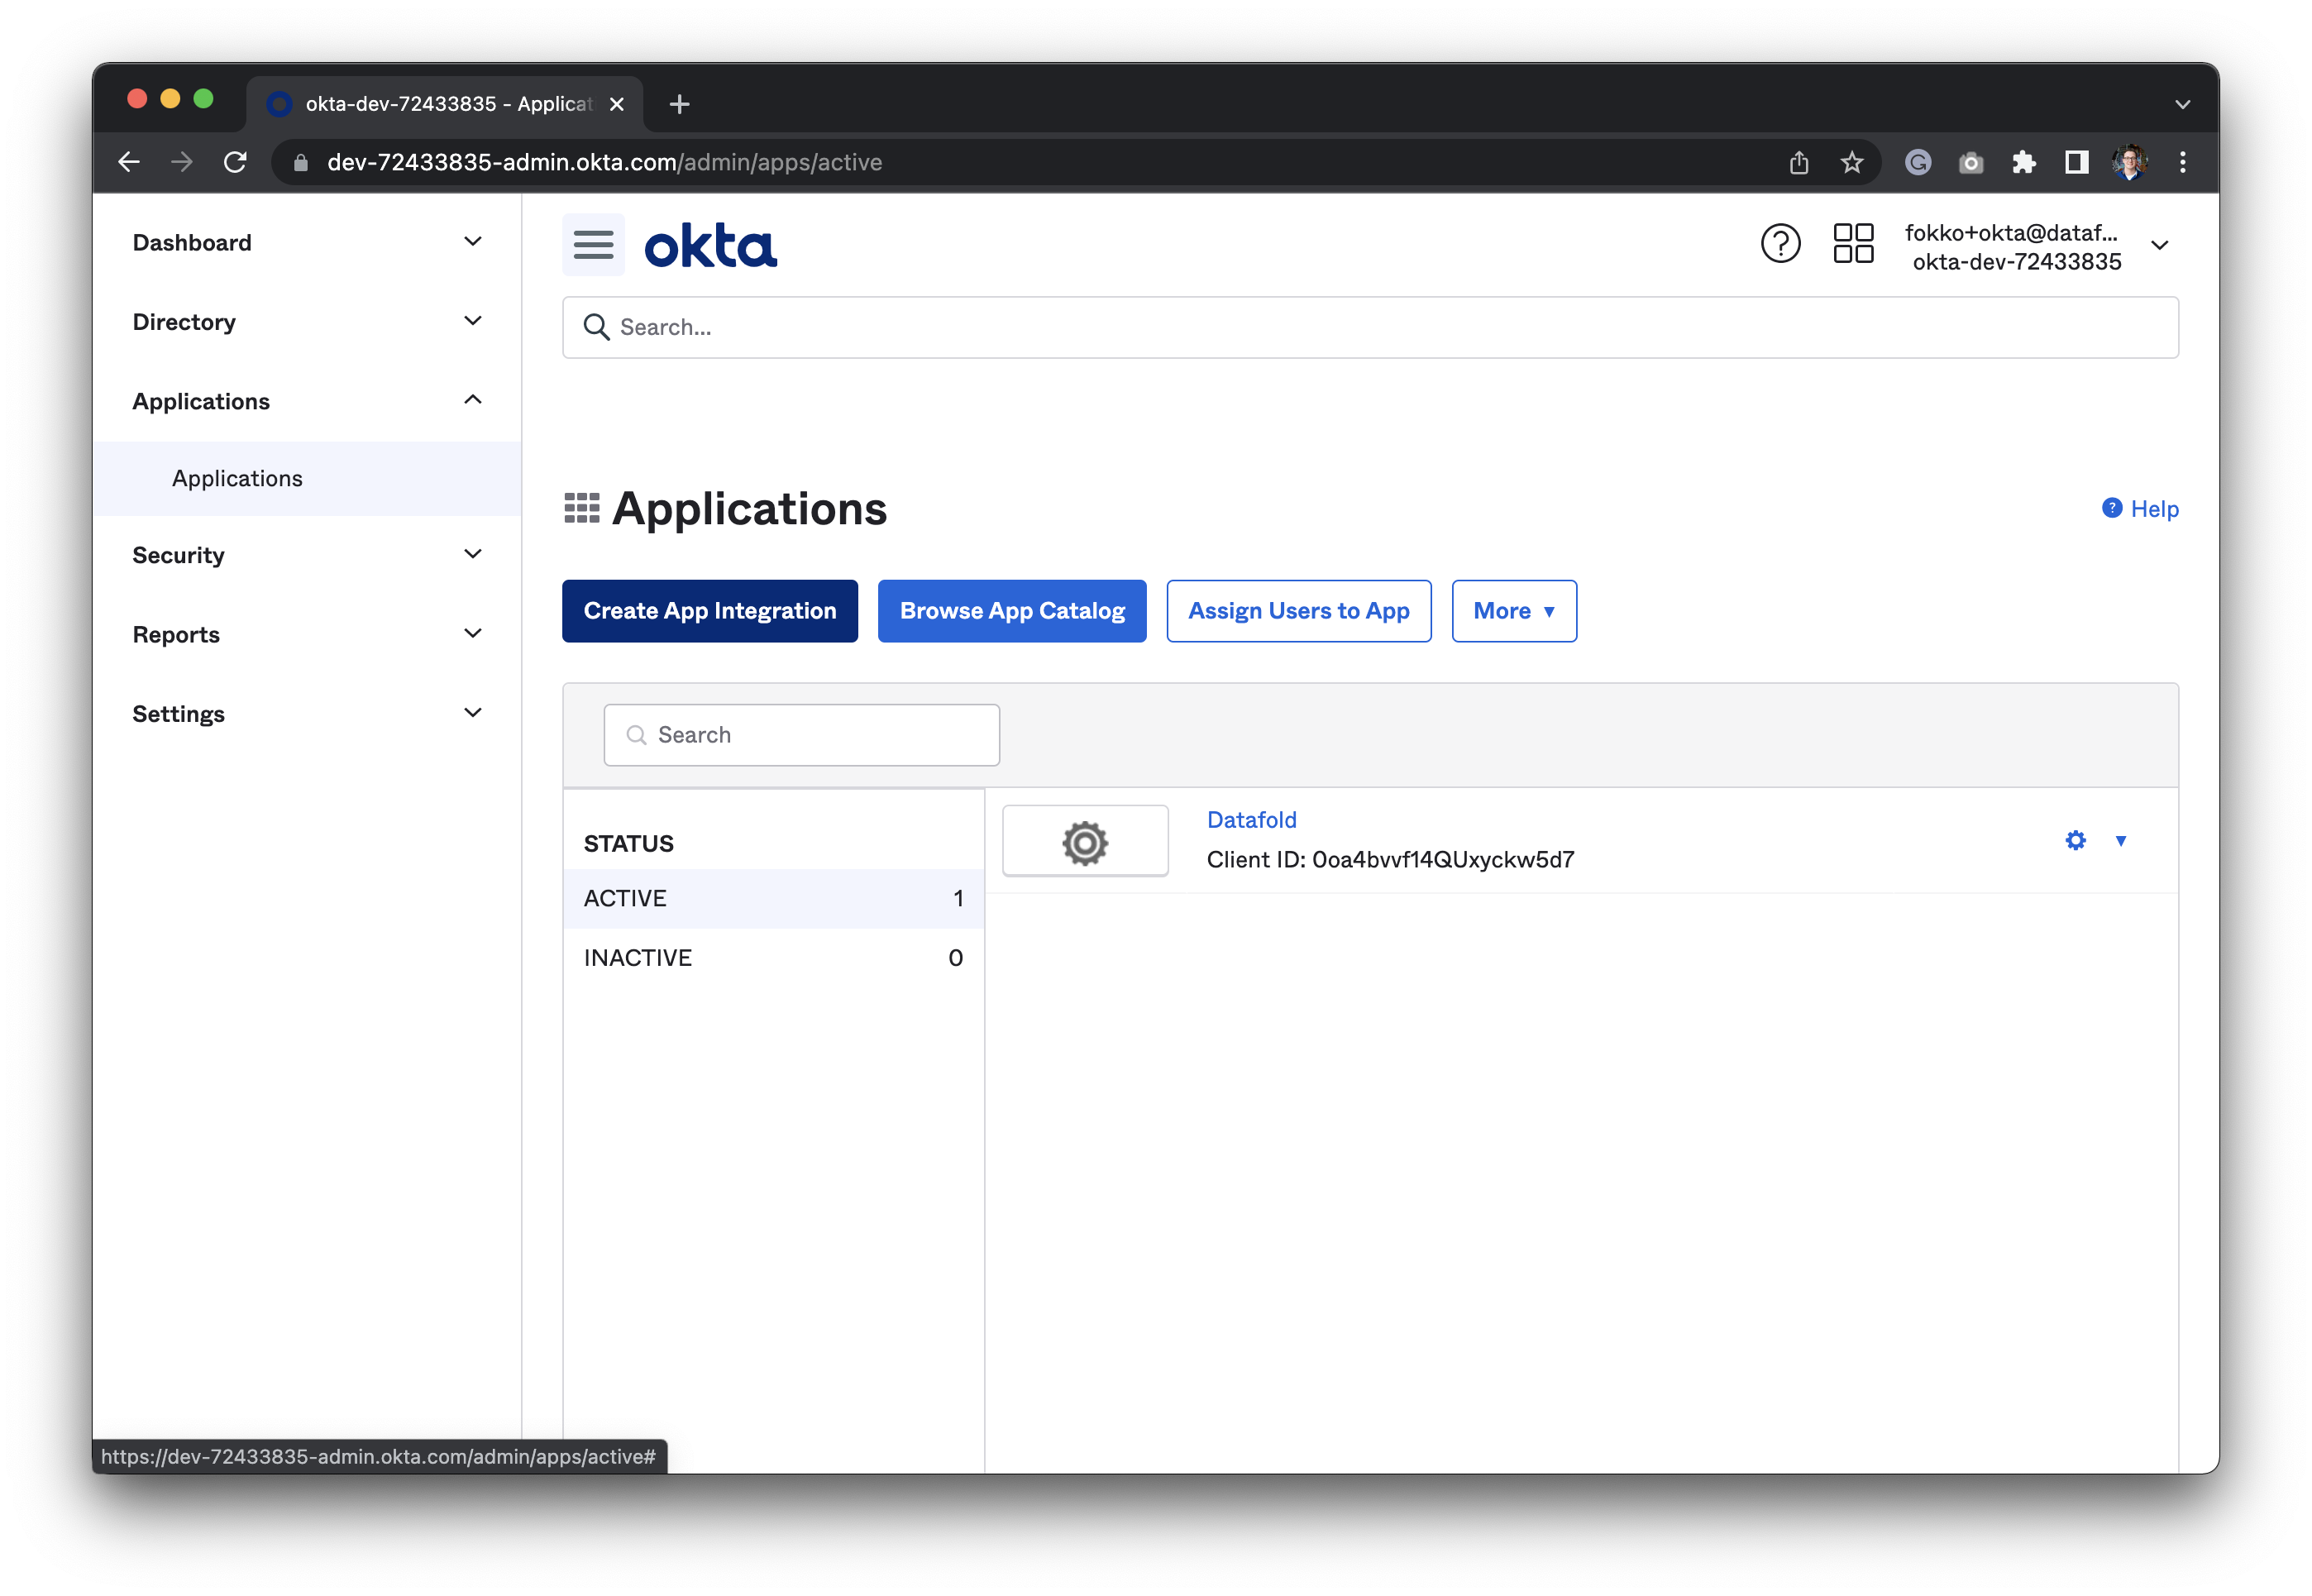 okta-dev-72433835 - Applicat
dev-72433835-admin.okta.com/admin/apps/active
Dashboard
Directory
Applications
Applications
Security
Reports
Settings
okta
fokko+okta@dataf...
okta-dev-72433835
Search...
Applications
Help
Create App Integration
Browse App Catalog
Assign Users to App
More
Search
STATUS
ACTIVE 1
INACTIVE 0
Datafold
Client ID: 0oa4bvvf14QUxyckw5d7
https://dev-72433835-admin.okta.com/admin/apps/active#